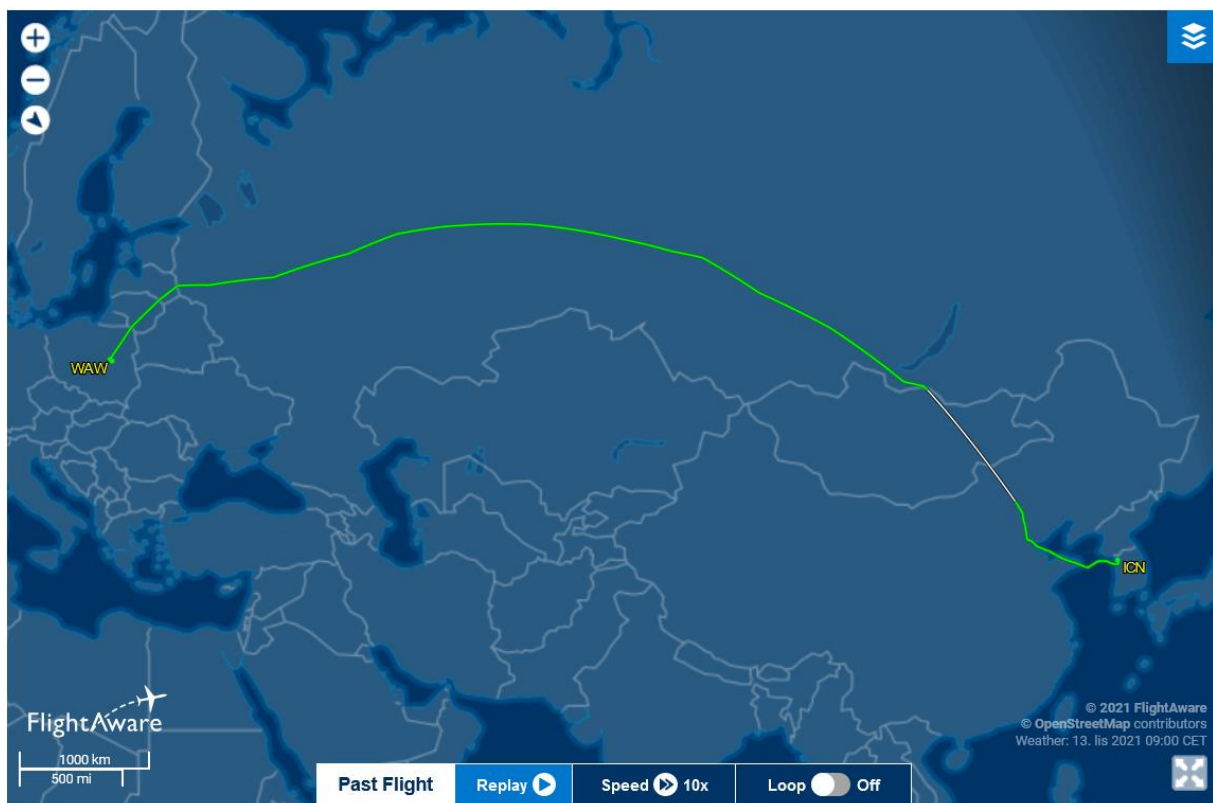 WAW
ICN
FlightAware
1000 km
500 mi
© 2021 FlightAware
© OpenStreetMap contributors
Weather: 13. lis 2021 09:00 CET
Past Flight
Replay
Speed 10x
Loop Off